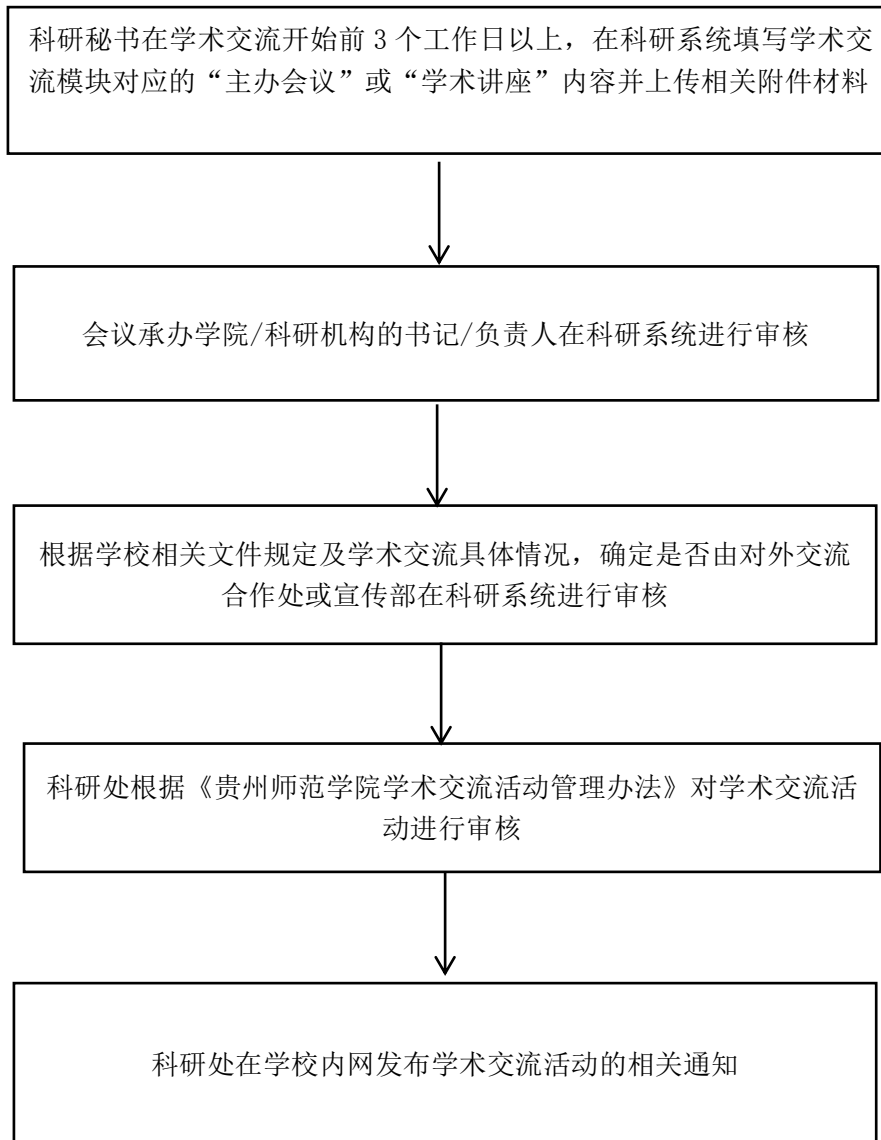 科研秘书在学术交流开始前 3 个工作日以上，在科研系统填写学术交
流模块对应的“主办会议”或“学术讲座”内容并上传相关附件材料
会议承办学院/科研机构的书记/负责人在科研系统进行审核
根据学校相关文件规定及学术交流具体情况，确定是否由对外交流
合作处或宣传部在科研系统进行审核
科研处根据《贵州师范学院学术交流活动管理办法》对学术交流活
动进行审核
科研处在学校内网发布学术交流活动的相关通知